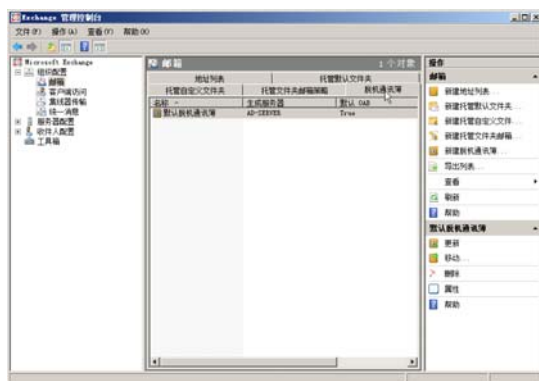 Exchange 管理控制台
文件(F) 操作(A) 查看(V) 帮助(H)
Microsoft Exchange
组织配置
邮箱
客户端访问
集线器传输
统一消息
服务器配置
收件人配置
工具箱
邮箱 1 个对象
地址列表 托管默认文件夹
托管自定义文件夹 托管文件夹邮箱策略 脱机通讯簿
名称 生成服务器 默认 OAB
默认脱机通讯簿 AD-SERVER True
操作
邮箱
新建地址列表...
新建托管默认文件夹...
新建托管自定义文件...
新建托管文件夹邮箱...
新建脱机通讯簿...
导出列表...
查看
刷新
帮助
默认脱机通讯簿
更新
移动...
删除
属性
帮助